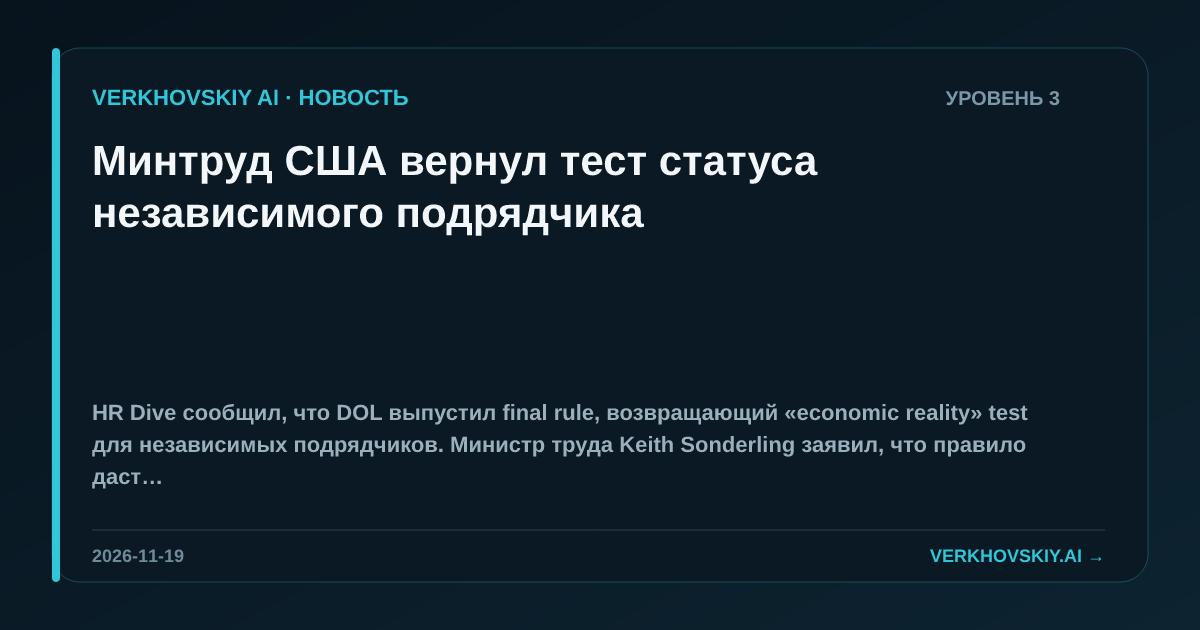 VERKHOVSKIY AI · НОВОСТЬ
УРОВЕНЬ 3
Минтруд США вернул тест статуса
независимого подрядчика
HR Dive сообщил, что DOL выпустил final rule, возвращающий «economic reality» test
для независимых подрядчиков. Министр труда Keith Sonderling заявил, что правило
даст…
2026-11-19
VERKHOVSKIY.AI →